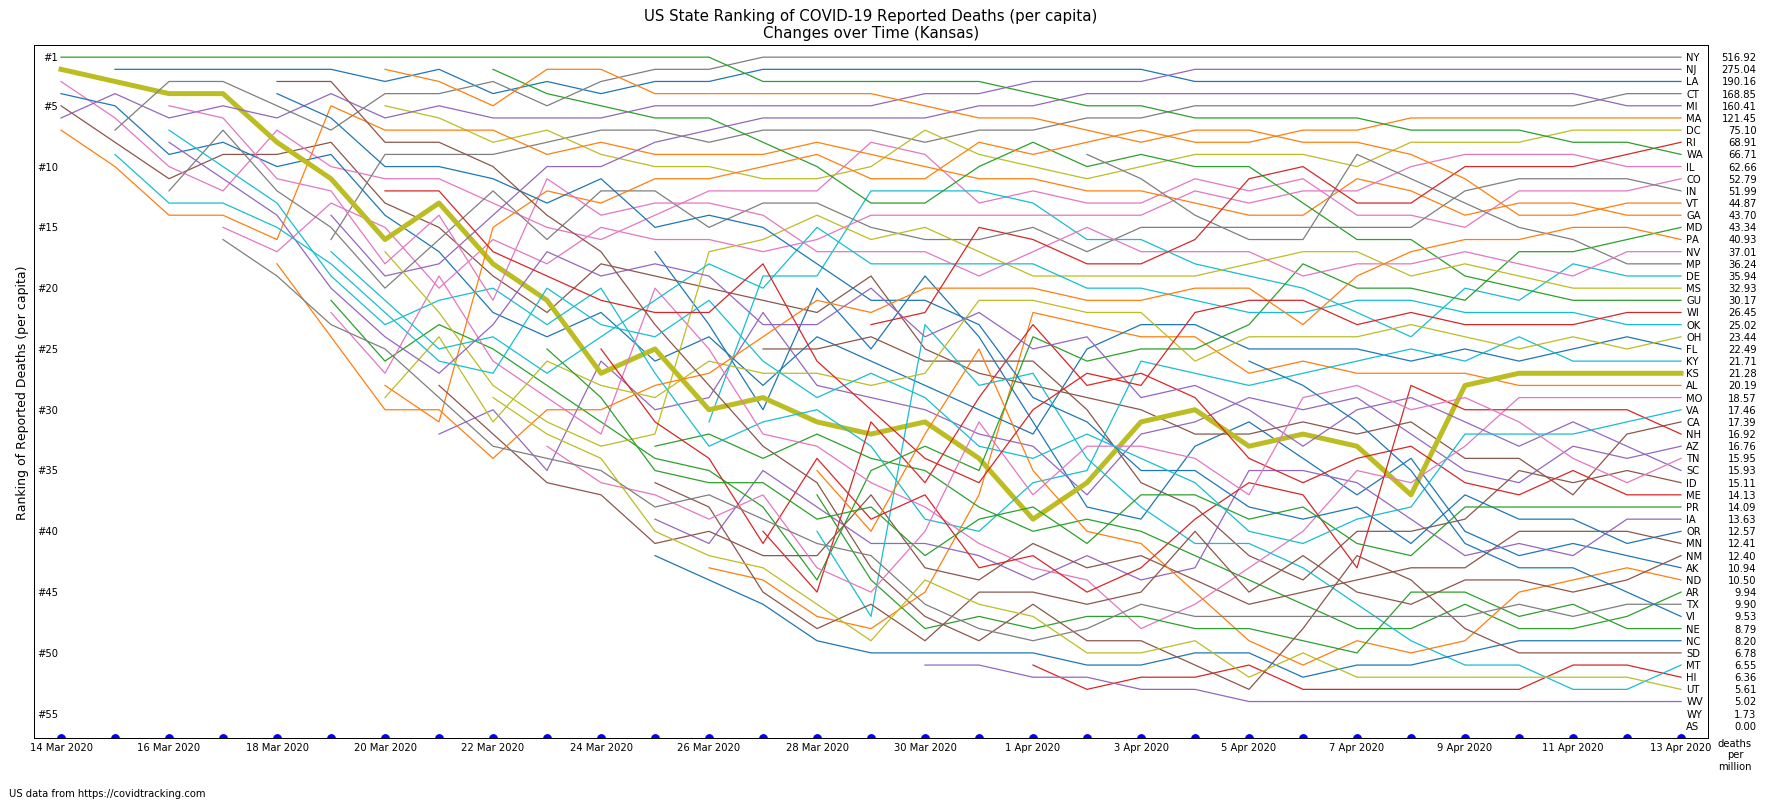 US State Ranking of COVID-19 Reported Deaths (per capita)
Changes over Time (Kansas)
Ranking of Reported Deaths (per capita)
#1
#5
#10
#15
#20
#25
#30
#35
#40
#45
#50
#55
NY 516.92
NJ 275.04
LA 190.16
CT 168.85
MI 160.41
MA 121.45
DC 75.10
RI 68.91
WA 66.71
IL 62.66
CO 52.79
IN 51.99
VT 44.87
GA 43.70
MD 43.34
PA 40.93
NV 37.01
MP 36.24
DE 35.94
MS 32.93
GU 30.17
WI 26.45
OK 25.02
OH 23.44
FL 22.49
KY 21.71
KS 21.28
AL 20.19
MO 18.57
VA 17.46
CA 17.39
NH 16.92
AZ 16.76
TN 15.95
SC 15.93
ID 15.11
ME 14.13
PR 14.09
IA 13.63
OR 12.57
MN 12.41
NM 12.40
AK 10.94
ND 10.50
AR 9.94
TX 9.90
VI 9.53
NE 8.79
NC 8.20
SD 6.78
MT 6.55
HI 6.36
UT 5.61
WV 5.02
WY 1.73
AS 0.00
14 Mar 2020 16 Mar 2020 18 Mar 2020 20 Mar 2020 22 Mar 2020 24 Mar 2020 26 Mar 2020 28 Mar 2020 30 Mar 2020 1 Apr 2020 3 Apr 2020 5 Apr 2020 7 Apr 2020 9 Apr 2020 11 Apr 2020 13 Apr 2020
deaths
per
million
US data from https://covidtracking.com